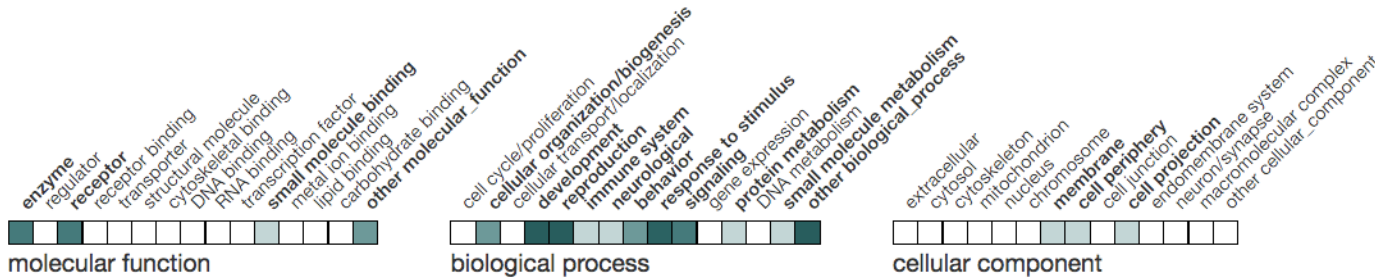 enzyme
regulator
receptor
receptor binding
transporter
structural molecule
cytoskeletal binding
DNA binding
RNA binding
transcription factor
small molecule binding
metal ion binding
lipid binding
carbohydrate binding
other molecular_function
molecular function
cell cycle/proliferation
cellular organization/biogenesis
cellular transport/localization
development
reproduction
immune system
neurological
behavior
response to stimulus
signaling
gene expression
protein metabolism
DNA metabolism
small molecule metabolism
other biological_process
biological process
extracellular
cytosol
cytoskeleton
mitochondrion
nucleus
chromosome
membrane
cell periphery
cell junction
cell projection
endomembrane system
neuron/synapse
macromolecular complex
other cellular_component
cellular component